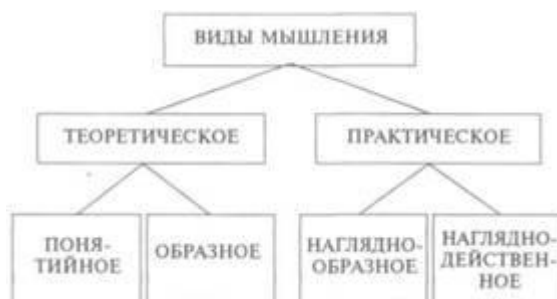 ВИДЫ МЫШЛЕНИЯ
ТЕОРЕТИЧЕСКОЕ
ПРАКТИЧЕСКОЕ
ПОНЯ-
ТИЙНОЕ
ОБРАЗНОЕ
НАГЛЯДНО-
ОБРАЗНОЕ
НАГЛЯДНО-
ДЕЙСТВЕН-
НОЕ